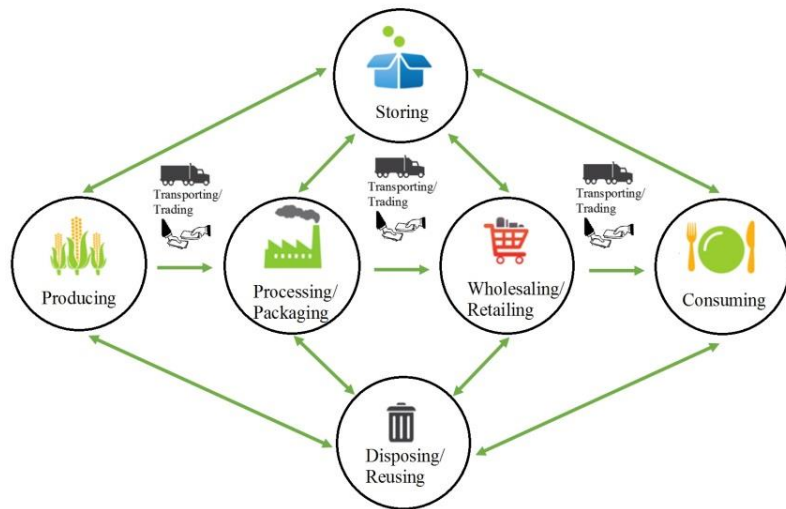 Storing
Transporting/
Trading
Transporting/
Trading
Transporting/
Trading
Producing
Processing/
Packaging
Wholesaling/
Retailing
Consuming
Disposing/
Reusing